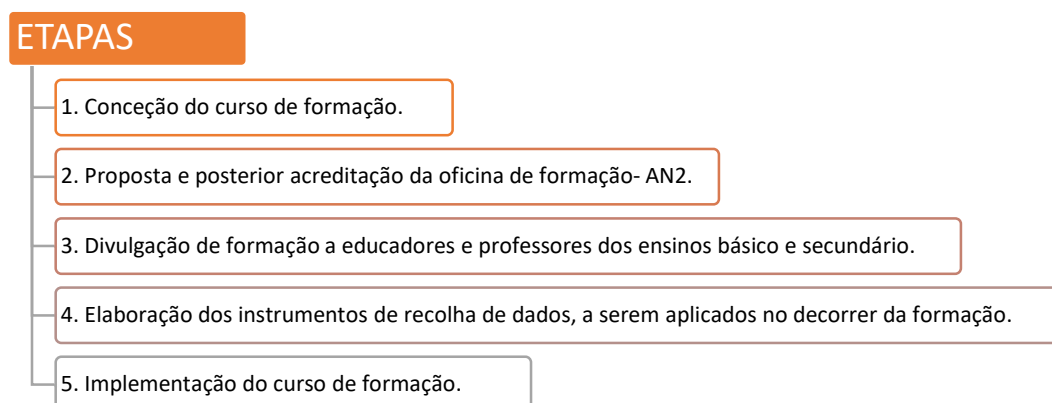 ETAPAS
1. Conceção do curso de formação.
2. Proposta e posterior acreditação da oficina de formação- AN2.
3. Divulgação de formação a educadores e professores dos ensinos básico e secundário.
4. Elaboração dos instrumentos de recolha de dados, a serem aplicados no decorrer da formação.
5. Implementação do curso de formação.